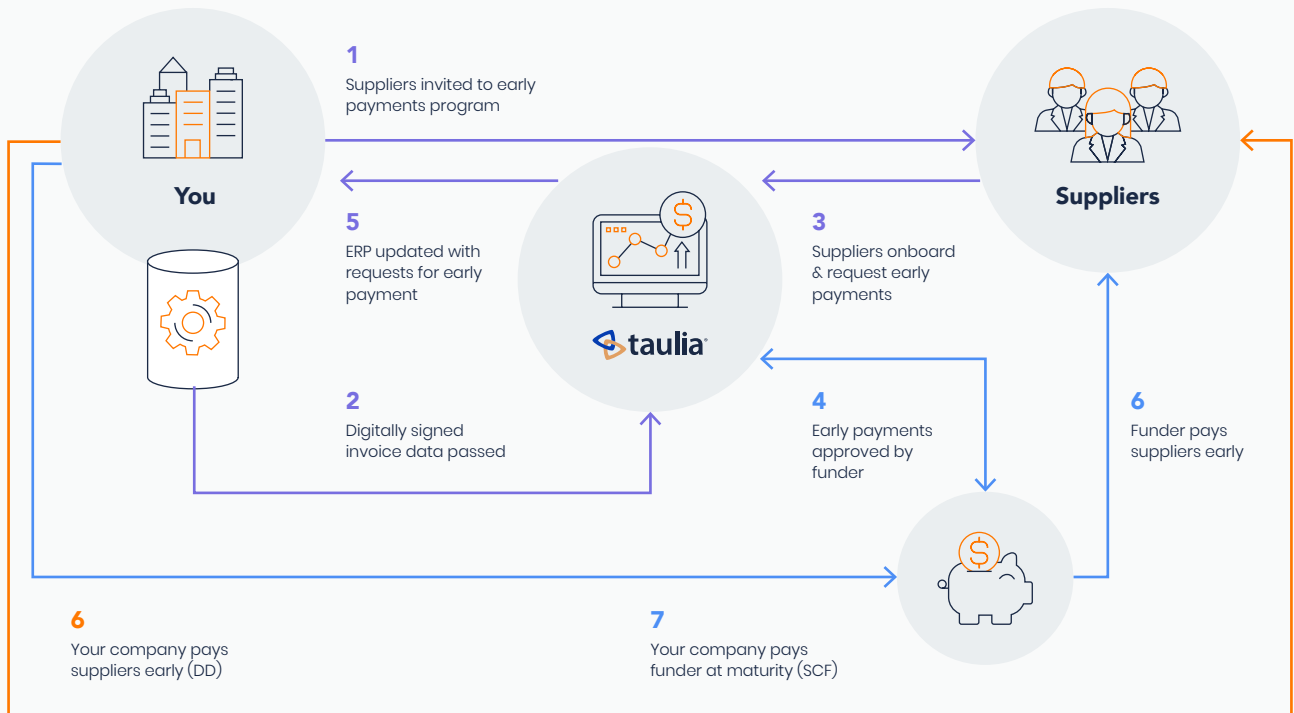 1
Suppliers invited to early
payments program
You
Suppliers
5
ERP updated with
requests for early
payment
$
3
Suppliers onboard
& request early
payments
taulia
2
Digitally signed
invoice data passed
4
Early payments
approved by
funder
6
Funder pays
suppliers early
$
6
Your company pays
suppliers early (DD)
7
Your company pays
funder at maturity (SCF)